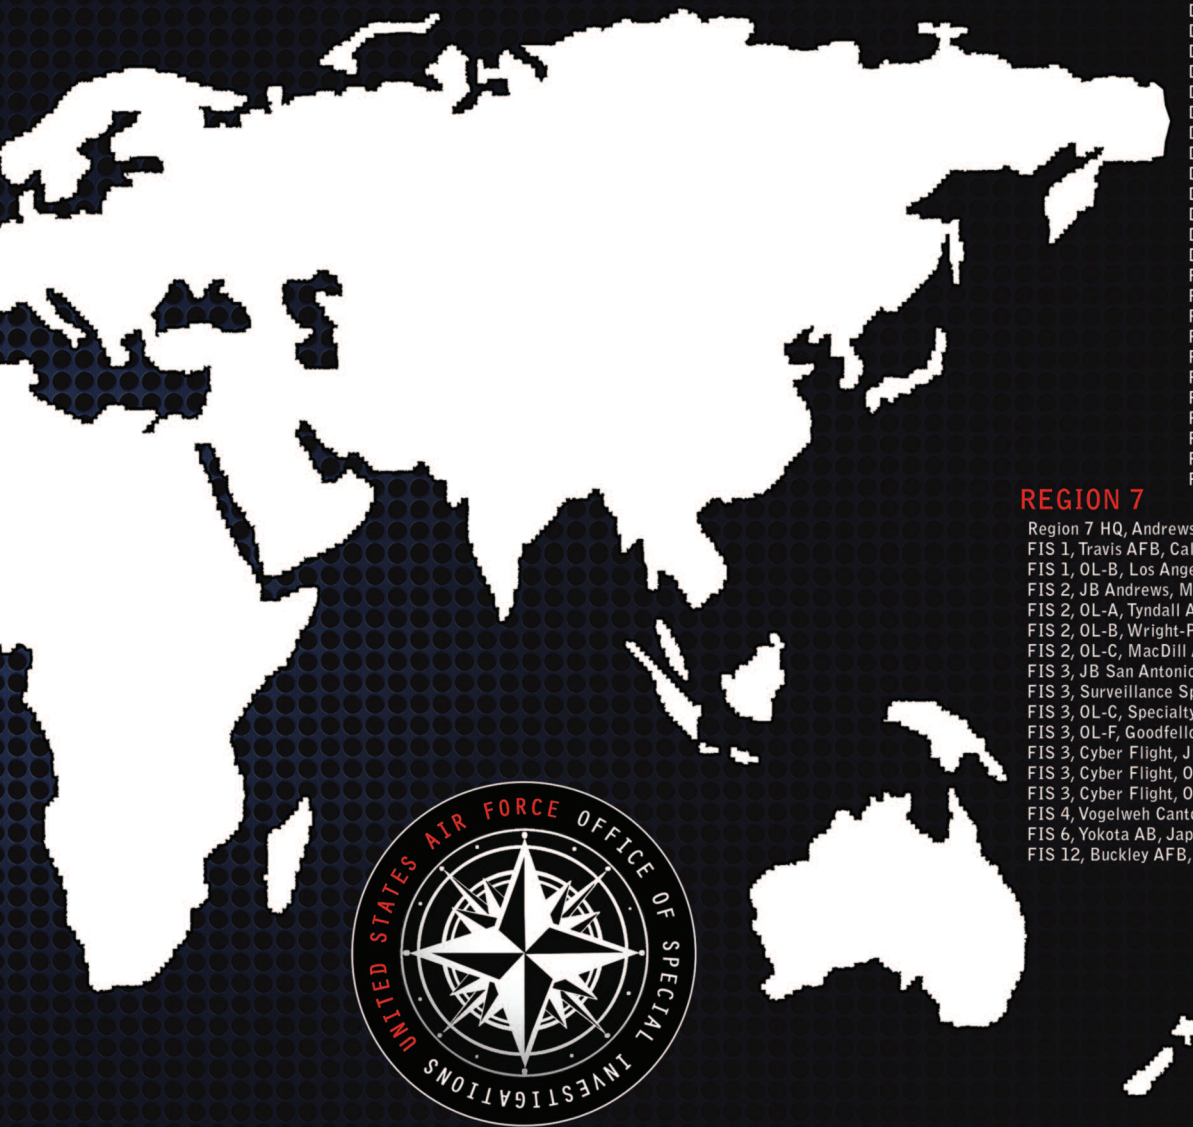 REGION 7
Region 7 HQ, Andrews
FIS 1, Travis AFB, Cal
FIS 1, OL-B, Los Ange
FIS 2, JB Andrews, M
FIS 2, OL-A, Tyndall A
FIS 2, OL-B, Wright-P
FIS 2, OL-C, MacDill
FIS 3, JB San Antonio
FIS 3, Surveillance Sp
FIS 3, OL-C, Specialty
FIS 3, OL-F, Goodfello
FIS 3, Cyber Flight, J
FIS 3, Cyber Flight, O
FIS 3, Cyber Flight, O
FIS 4, Vogelweh Canto
FIS 6, Yokota AB, Jap
FIS 12, Buckley AFB,
UNITED STATES AIR FORCE OFFICE OF SPECIAL INVESTIGATIONS